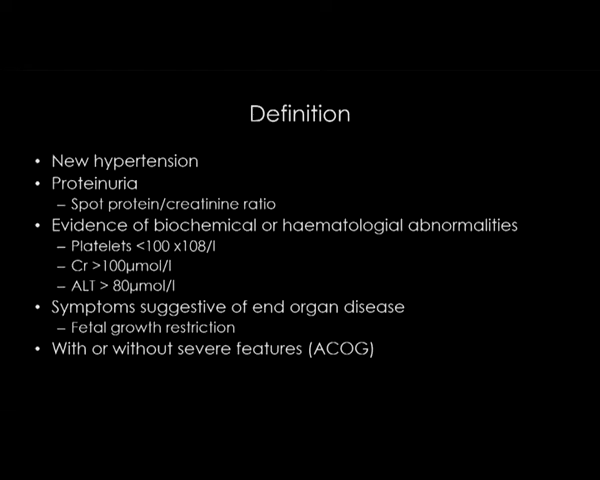 Definition
• New hypertension
• Proteinuria
– Spot protein/creatinine ratio
• Evidence of biochemical or haematologial abnormalities
– Platelets <100 x108/l
– Cr >100µmol/l
– ALT > 80µmol/l
• Symptoms suggestive of end organ disease
– Fetal growth restriction
• With or without severe features (ACOG)